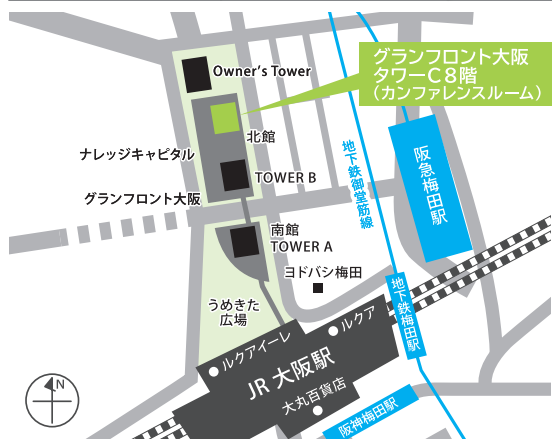 グランフロント大阪
タワーC8階
（カンファレンスルーム）
Owner's Tower
北館
ナレッジキャピタル
TOWER B
グランフロント大阪
地下鉄御堂筋線
阪急梅田駅
南館
TOWER A
ヨドバシ梅田
うめきた
広場
地下鉄梅田駅
ルクア
ルクアイーレ
JR 大阪駅
大丸百貨店
阪神梅田駅
N